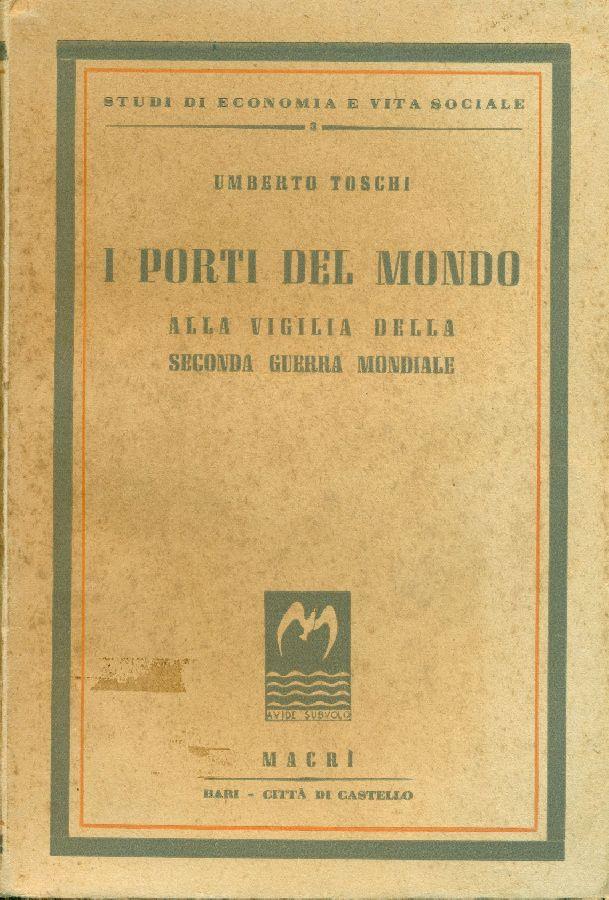 STUDI DI ECONOMIA E VITA SOCIALE
3
UMBERTO TOSCHI
I PORTI DEL MONDO
ALLA VIGILIA DELLA
SECONDA GUERRA MONDIALE
AVIDE SUBVOLO
MACRÌ
BARI - CITTÀ DI CASTELLO